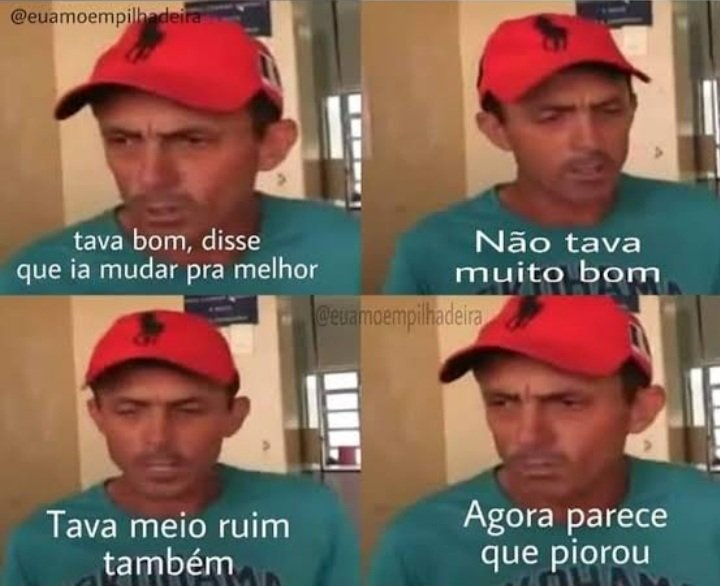 @euamoempilhadeira
tava bom, disse
que ia mudar pra melhor
Não tava
muito bom
@euamoempilhadeira
Tava meio ruim
também
Agora parece
que piorou